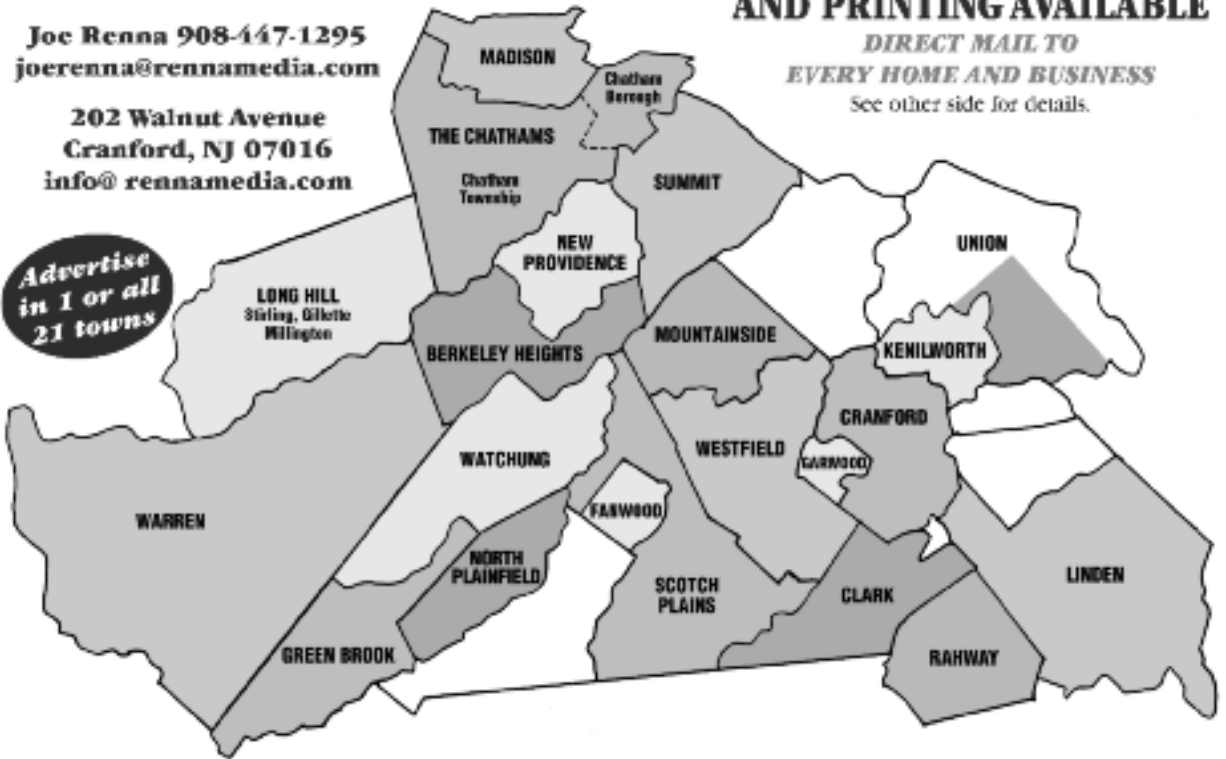 AND PRINTING AVAILABLE
DIRECT MAIL TO
EVERY HOME AND BUSINESS
See other side for details.
Joe Renna 908-447-1295
joerenna@rennamedia.com
202 Walnut Avenue
Cranford, NJ 07016
info@ rennamedia.com
Advertise
in 1 or all
21 towns
MADISON
Chatham
Borough
THE CHATHAMS
Chatham
Township
SUMMIT
NEW
PROVIDENCE
UNION
LONG HILL
Stirling, Gillette
Millington
BERKELEY HEIGHTS
MOUNTAINSIDE
KENILWORTH
CRANFORD
WESTFIELD
GARWOOD
WATCHUNG
FANWOOD
WARREN
NORTH
PLAINFIELD
SCOTCH
PLAINS
CLARK
LINDEN
GREEN BROOK
RAHWAY